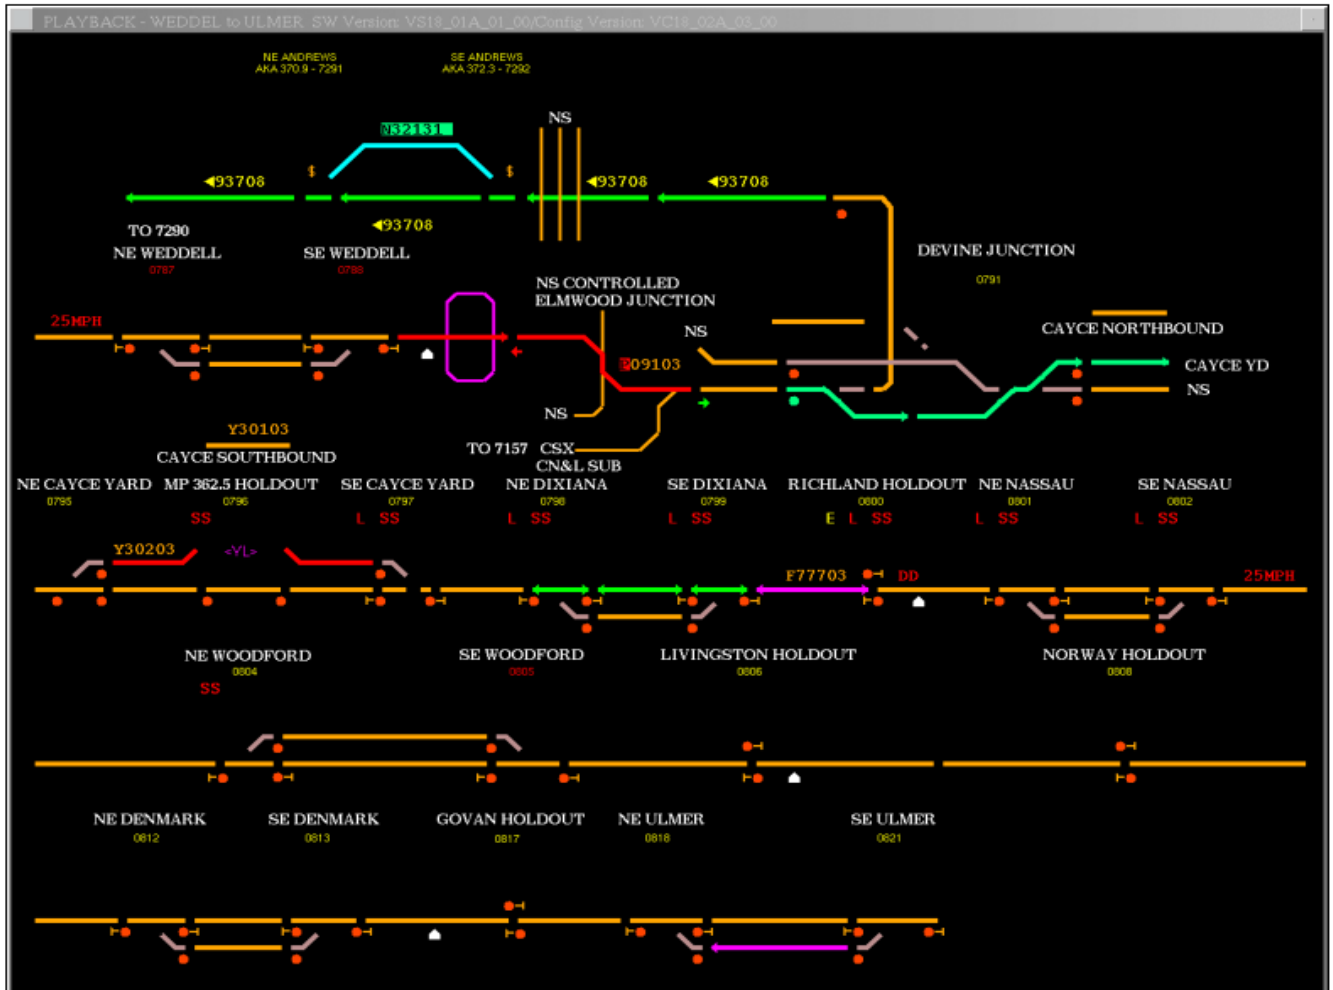 PLAYBACK - WEDDEL to ULMER SW Version: VS18_01A_01_00/Config Version: VC18_02A_03_00
NE ANDREWS
AKA 370.9 - 7291
SE ANDREWS
AKA 372.3 - 7292
N32131
NS
$
$
◄93708
◄93708
◄93708
◄93708
TO 7290
NE WEDDELL
0787
SE WEDDELL
0788
DEVINE JUNCTION
0791
NS CONTROLLED
ELMWOOD JUNCTION
25MPH
NS
CAYCE NORTHBOUND
09103
CAYCE YD
NS
NS
TO 7157 CSX
CN&L SUB
Y30103
CAYCE SOUTHBOUND
NE CAYCE YARD
0795
MP 362.5 HOLDOUT
0796
SS
SE CAYCE YARD
0797
L SS
NE DIXIANA
0798
L SS
SE DIXIANA
0799
L SS
RICHLAND HOLDOUT
0800
E L SS
NE NASSAU
0801
L SS
SE NASSAU
0802
L SS
Y30203
<YL>
F77703
DD
25MPH
NE WOODFORD
0804
SS
SE WOODFORD
0805
LIVINGSTON HOLDOUT
0806
NORWAY HOLDOUT
0808
NE DENMARK
0812
SE DENMARK
0813
GOVAN HOLDOUT
0817
NE ULMER
0818
SE ULMER
0821